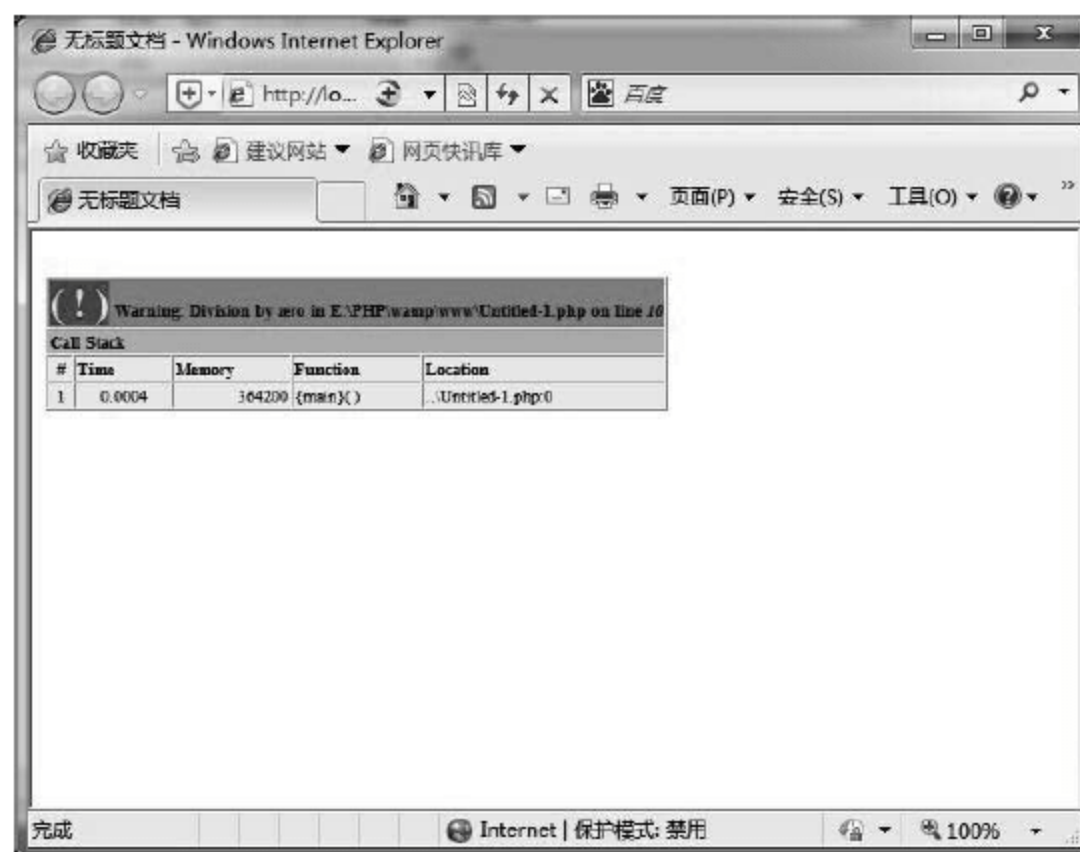 无标题文档 - Windows Internet Explorer
http://lo... 百度
收藏夹 建议网站 网页快讯库
无标题文档 页面(P) 安全(S) 工具(O) »
( ! ) Warning: Division by zero in E:\PHP\wamp\www\Untitled-1.php on line 16
Call Stack
# Time Memory Function Location
1 0.0004 364200 {main}( ) ..\Untitled-1.php:0
完成 Internet | 保护模式: 禁用 100%